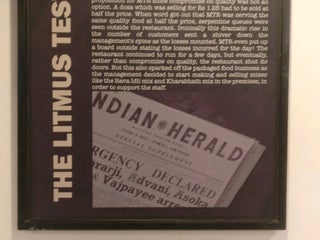 THE LITMUS TES
proposition for MTR since compromise on quality was not an
option. A dosa which was selling for Rs 1.20 had to be sold at
half the price. When word got out that MTR was serving the
same quality food at half the price, serpentine queues were
seen outside the restaurant. Ironically this dramatic rise in
the number of customers sent a shiver down the
management's spine as the losses mounted. MTR even put up
a board outside stating the losses incurred for the day! The
restaurant continued to run for a few days, but eventually,
rather than compromise on quality, the restaurant shut its
doors. But this also sparked off the packaged food business as
the management decided to start making and selling mixes
like the Rava idli mix and Kharabhath mix in the premises, in
order to support the staff.
NDIAN HERALD
SPECIAL SUPPLEMENT
RGENCY DECLARED
orarji, Advani, Asoka
& Vajpayee arre